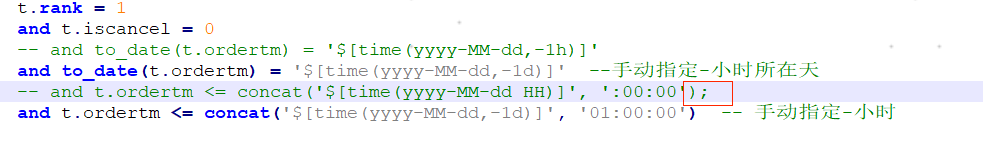 t.rank = 1
and t.iscancel = 0
-- and to_date(t.ordertm) = '$[time(yyyy-MM-dd,-1h)]'
and to_date(t.ordertm) = '$[time(yyyy-MM-dd,-1d)]'  --手动指定-小时所在天
-- and t.ordertm <= concat('$[time(yyyy-MM-dd HH)]', ':00:00');
and t.ordertm <= concat('$[time(yyyy-MM-dd,-1d)]', '01:00:00')  -- 手动指定-小时